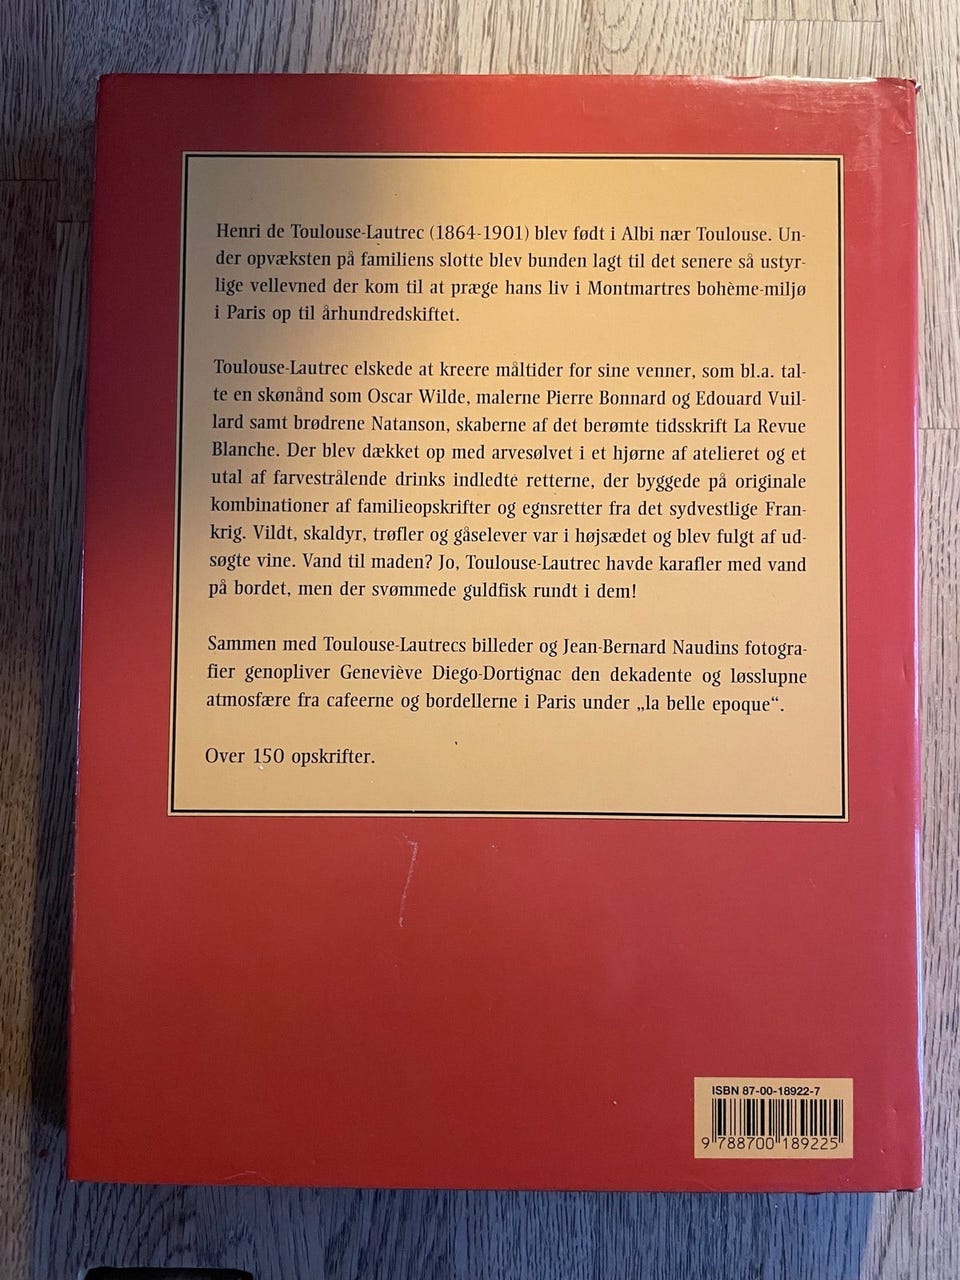 Henri de Toulouse-Lautrec (1864-1901) blev født i Albi nær Toulouse. Un-
der opvæksten på familiens slotte blev bunden lagt til det senere så ustyr-
lige vellevned der kom til at præge hans liv i Montmartres bohème-miljø
i Paris op til århundredskiftet.
Toulouse-Lautrec elskede at kreere måltider for sine venner, som bl.a. tal-
te en skønånd som Oscar Wilde, malerne Pierre Bonnard og Edouard Vuil-
lard samt brødrene Natanson, skaberne af det berømte tidsskrift La Revue
Blanche. Der blev dækket op med arvesølvet i et hjørne af atelieret og et
utal af farvestrålende drinks indledte retterne, der byggede på originale
kombinationer af familieopskrifter og egnsretter fra det sydvestlige Fran-
krig. Vildt, skaldyr, trøfler og gåselever var i højsædet og blev fulgt af ud-
søgte vine. Vand til maden? Jo, Toulouse-Lautrec havde karafler med vand
på bordet, men der svømmede guldfisk rundt i dem!
Sammen med Toulouse-Lautrecs billeder og Jean-Bernard Naudins fotogra-
fier genopliver Geneviève Diego-Dortignac den dekadente og løsslupne
atmosfære fra cafeerne og bordellerne i Paris under „la belle epoque“.
Over 150 opskrifter.
ISBN 87-00-18922-7
9 788700 189225